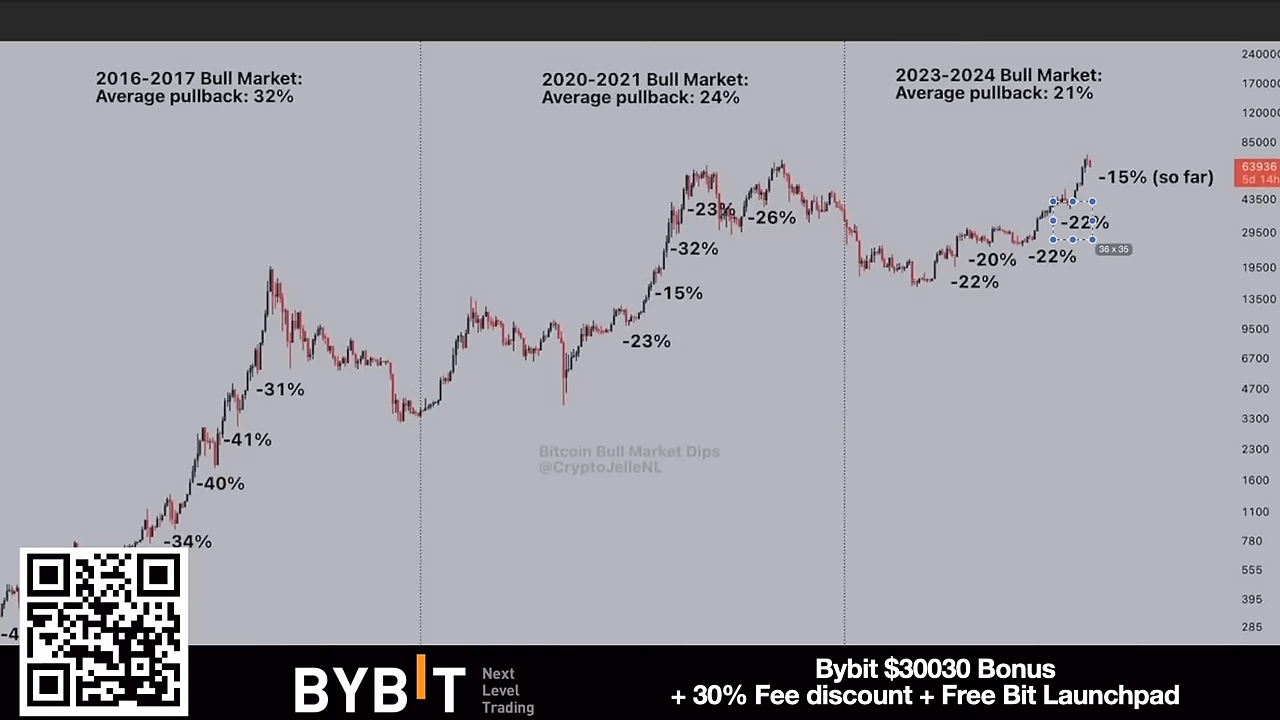 2016-2017 Bull Market:
Average pullback: 32%
2020-2021 Bull Market:
Average pullback: 24%
2023-2024 Bull Market:
Average pullback: 21%
240000
170000
120000
85000
63936
5d 14h
43500
29500
19500
13500
9500
6700
4700
3300
2300
1600
1100
780
555
395
285
-15% (so far)
-22%
36 x 35
-22%
-20%
-22%
-23%
-26%
-32%
-15%
-23%
-31%
-41%
-40%
-34%
-4
Bitcoin Bull Market Dips
@CryptoJelleNL
BYBIT
Next
Level
Trading
Bybit $30030 Bonus
+ 30% Fee discount + Free Bit Launchpad